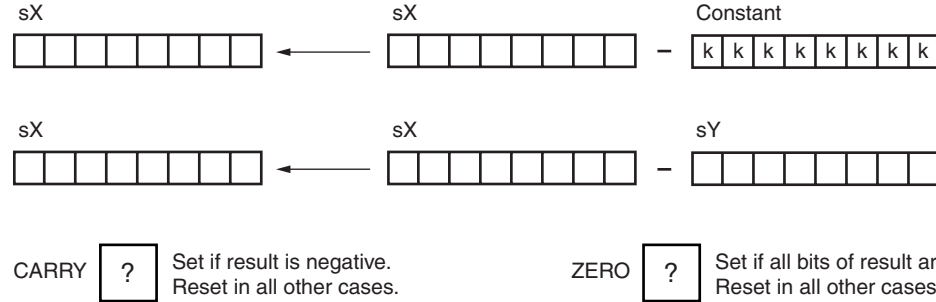 sX sX Constant
← – k k k k k k k k
sX sX sY
← –
CARRY ? Set if result is negative. ZERO ? Set if all bits of result
Reset in all other cases. Reset in all other cases